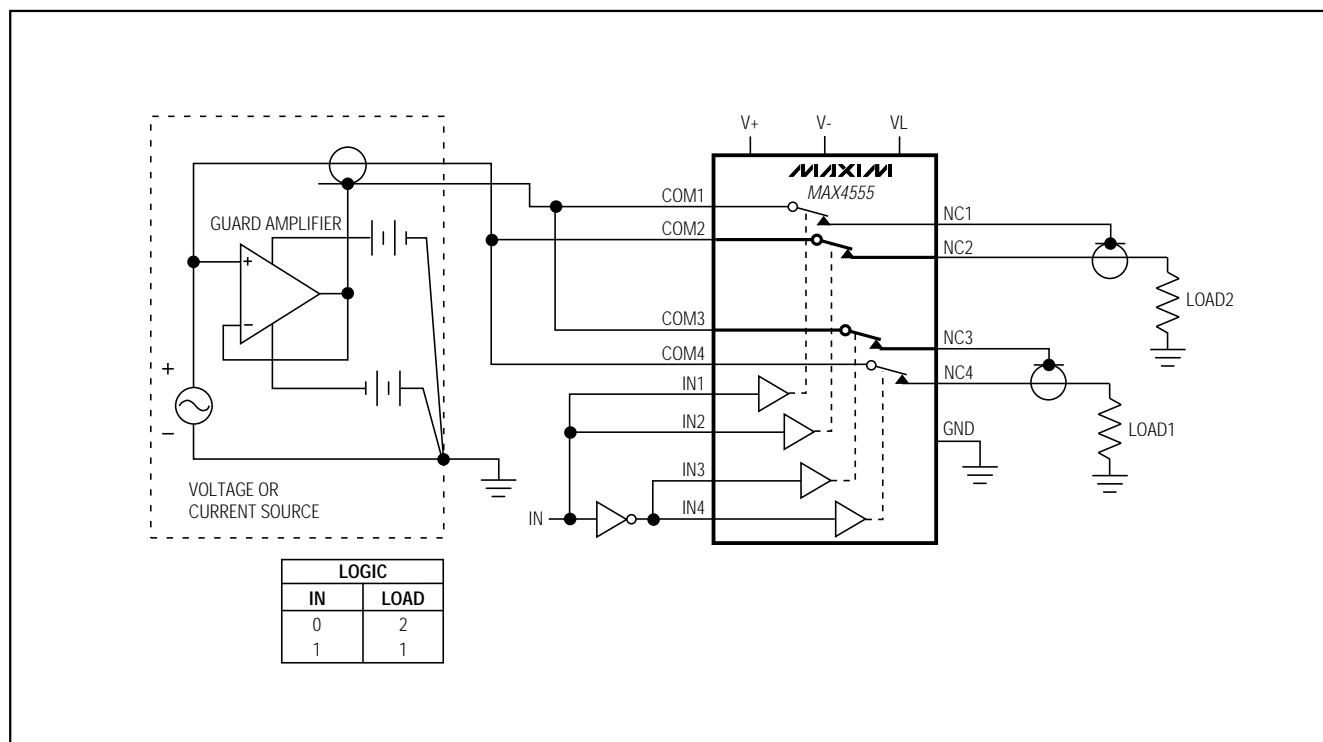 V+ V- VL
MAXIM
MAX4555
COM1
COM2
COM3
COM4
IN1
IN2
IN3
IN4
NC1
NC2
NC3
NC4
GND
LOAD2
LOAD1
GUARD AMPLIFIER
+
−
+
−
VOLTAGE OR
CURRENT SOURCE
IN
LOGIC
IN LOAD
0 2
1 1